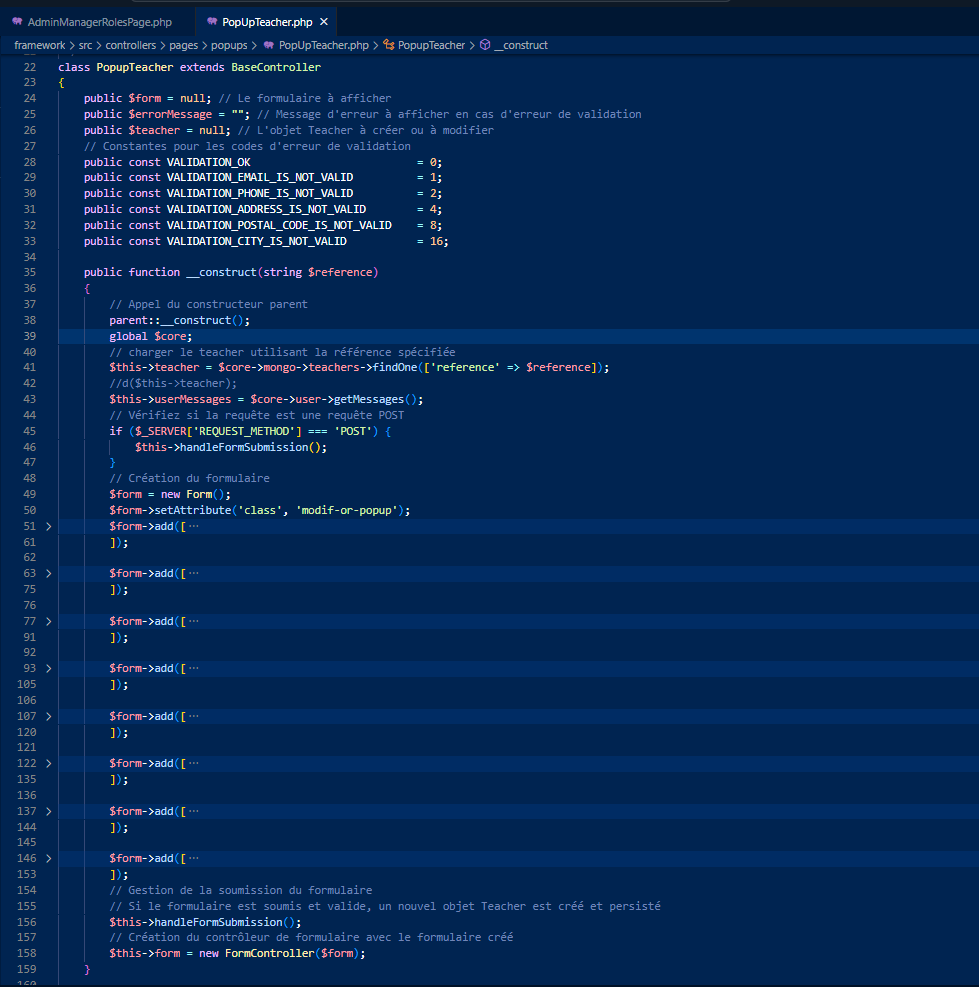 AdminManagerRolesPage.php PopUpTeacher.php ×
framework > src > controllers > pages > popups > PopUpTeacher.php > PopupTeacher > __construct
22 class PopupTeacher extends BaseController
23 {
24 public $form = null; // Le formulaire à afficher
25 public $errorMessage = ""; // Message d'erreur à afficher en cas d'erreur de validation
26 public $teacher = null; // L'objet Teacher à créer ou à modifier
27 // Constantes pour les codes d'erreur de validation
28 public const VALIDATION_OK = 0;
29 public const VALIDATION_EMAIL_IS_NOT_VALID = 1;
30 public const VALIDATION_PHONE_IS_NOT_VALID = 2;
31 public const VALIDATION_ADDRESS_IS_NOT_VALID = 4;
32 public const VALIDATION_POSTAL_CODE_IS_NOT_VALID = 8;
33 public const VALIDATION_CITY_IS_NOT_VALID = 16;
34
35 public function __construct(string $reference)
36 {
37 // Appel du constructeur parent
38 parent::__construct();
39 global $core;
40 // charger le teacher utilisant la référence spécifiée
41 $this->teacher = $core->mongo->teachers->findOne(['reference' => $reference]);
42 //d($this->teacher);
43 $this->userMessages = $core->user->getMessages();
44 // Vérifiez si la requête est une requête POST
45 if ($_SERVER['REQUEST_METHOD'] === 'POST') {
46 $this->handleFormSubmission();
47 }
48 // Création du formulaire
49 $form = new Form();
50 $form->setAttribute('class', 'modif-or-popup');
51 > $form->add([ ···
61 ]);
62
63 > $form->add([ ···
75 ]);
76
77 > $form->add([ ···
91 ]);
92
93 > $form->add([ ···
105 ]);
106
107 > $form->add([ ···
120 ]);
121
122 > $form->add([ ···
135 ]);
136
137 > $form->add([ ···
144 ]);
145
146 > $form->add([ ···
153 ]);
154 // Gestion de la soumission du formulaire
155 // Si le formulaire est soumis et valide, un nouvel objet Teacher est créé et persisté
156 $this->handleFormSubmission();
157 // Création du contrôleur de formulaire avec le formulaire créé
158 $this->form = new FormController($form);
159 }